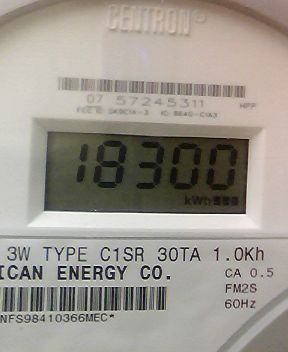 CENTRON®
07 57245311
18300
kWh
3W TYPE C1SR 30TA 1.0Kh
ICAN ENERGY CO.
CA 0.5
FM2S
60Hz
NFS98410366MEC*